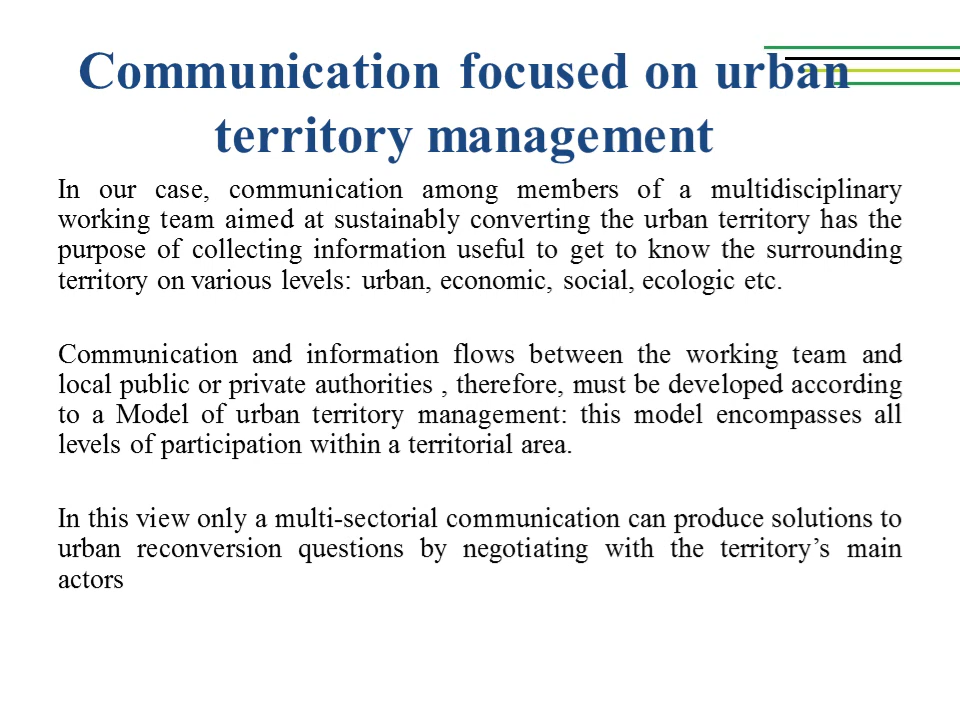 Communication focused on urban
territory management
In our case, communication among members of a multidisciplinary
working team aimed at sustainably converting the urban territory has the
purpose of collecting information useful to get to know the surrounding
territory on various levels: urban, economic, social, ecologic etc.
Communication and information flows between the working team and
local public or private authorities , therefore, must be developed according
to a Model of urban territory management: this model encompasses all
levels of participation within a territorial area.
In this view only a multi-sectorial communication can produce solutions to
urban reconversion questions by negotiating with the territory’s main
actors